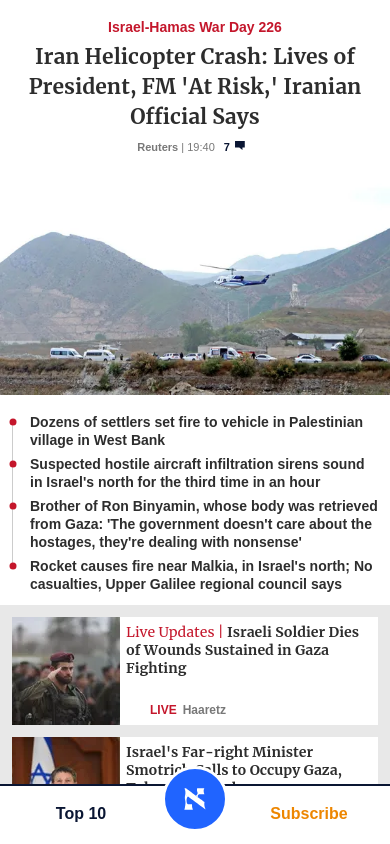 Israel-Hamas War Day 226
Iran Helicopter Crash: Lives of
President, FM 'At Risk,' Iranian
Official Says
Reuters | 19:40 7
Dozens of settlers set fire to vehicle in Palestinian
village in West Bank
Suspected hostile aircraft infiltration sirens sound
in Israel's north for the third time in an hour
Brother of Ron Binyamin, whose body was retrieved
from Gaza: 'The government doesn't care about the
hostages, they're dealing with nonsense'
Rocket causes fire near Malkia, in Israel's north; No
casualties, Upper Galilee regional council says
Live Updates | Israeli Soldier Dies
of Wounds Sustained in Gaza
Fighting
LIVE Haaretz
Israel's Far-right Minister
Smotrich Calls to Occupy Gaza,
Top 10
Subscribe